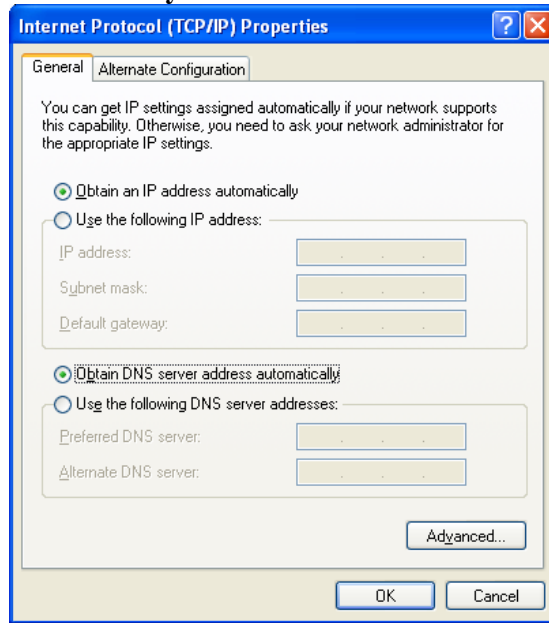 Internet Protocol (TCP/IP) Properties
General
Alternate Configuration
You can get IP settings assigned automatically if your network supports
this capability. Otherwise, you need to ask your network administrator for
the appropriate IP settings.
Obtain an IP address automatically
Use the following IP address:
IP address:
Subnet mask:
Default gateway:
Obtain DNS server address automatically
Use the following DNS server addresses:
Preferred DNS server:
Alternate DNS server:
Advanced...
OK
Cancel